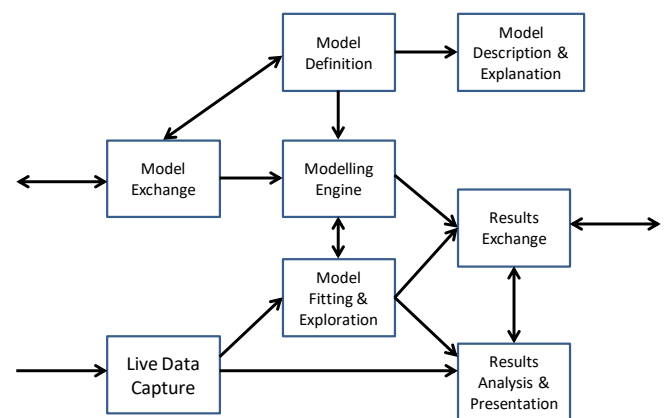 Model
Definition
Model
Description &
Explanation
Model
Exchange
Modelling
Engine
Results
Exchange
Model
Fitting &
Exploration
Live Data
Capture
Results
Analysis &
Presentation